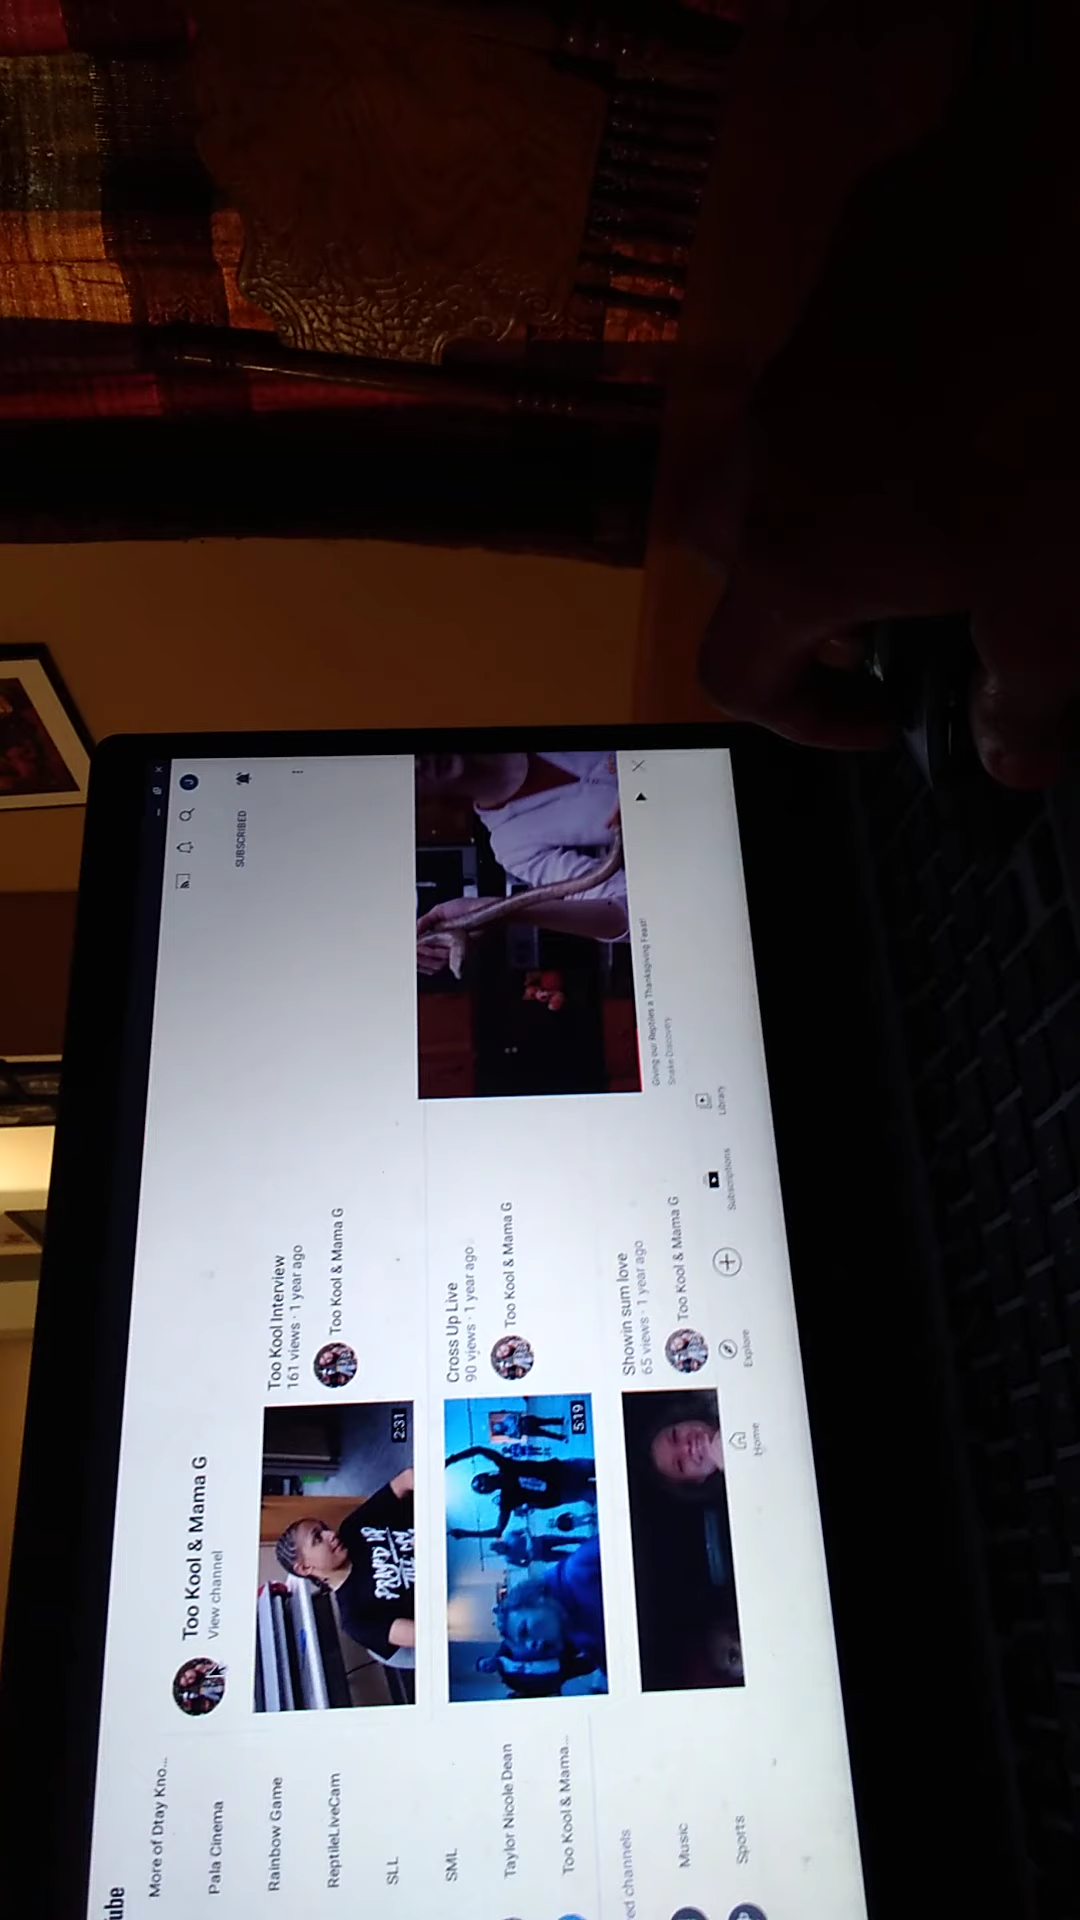 ube
More of Dtay Kno...
Pala Cinema
Rainbow Game
ReptileLiveCam
SLL
SML
Taylor Nicole Dean
Too Kool & Mama...
ed channels
Music
Sports
Too Kool & Mama G
View channel
SUBSCRIBED
Too Kool Interview
161 views · 1 year ago
Too Kool & Mama G
2:31
Cross Up Live
90 views · 1 year ago
Too Kool & Mama G
5:19
Showin sum love
65 views · 1 year ago
Too Kool & Mama G
Giving our Reptiles a Thanksgiving Feast!
Snake Discovery
Home
Explore
Subscriptions
Library